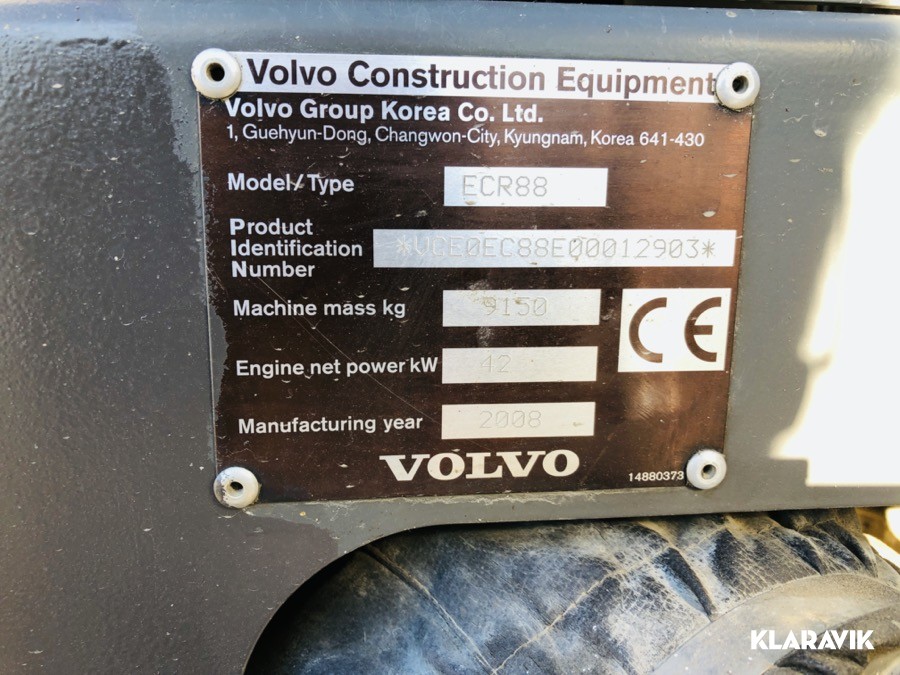 Volvo Construction Equipment
Volvo Group Korea Co. Ltd.
1, Guehyun-Dong, Changwon-City, Kyungnam, Korea 641-430
Model/Type ECR88
Product Identification Number *VCE0EC88E00012903*
Machine mass kg 9150
CE
Engine net power kW 42
Manufacturing year 2008
VOLVO
14880373
KLARAVIK